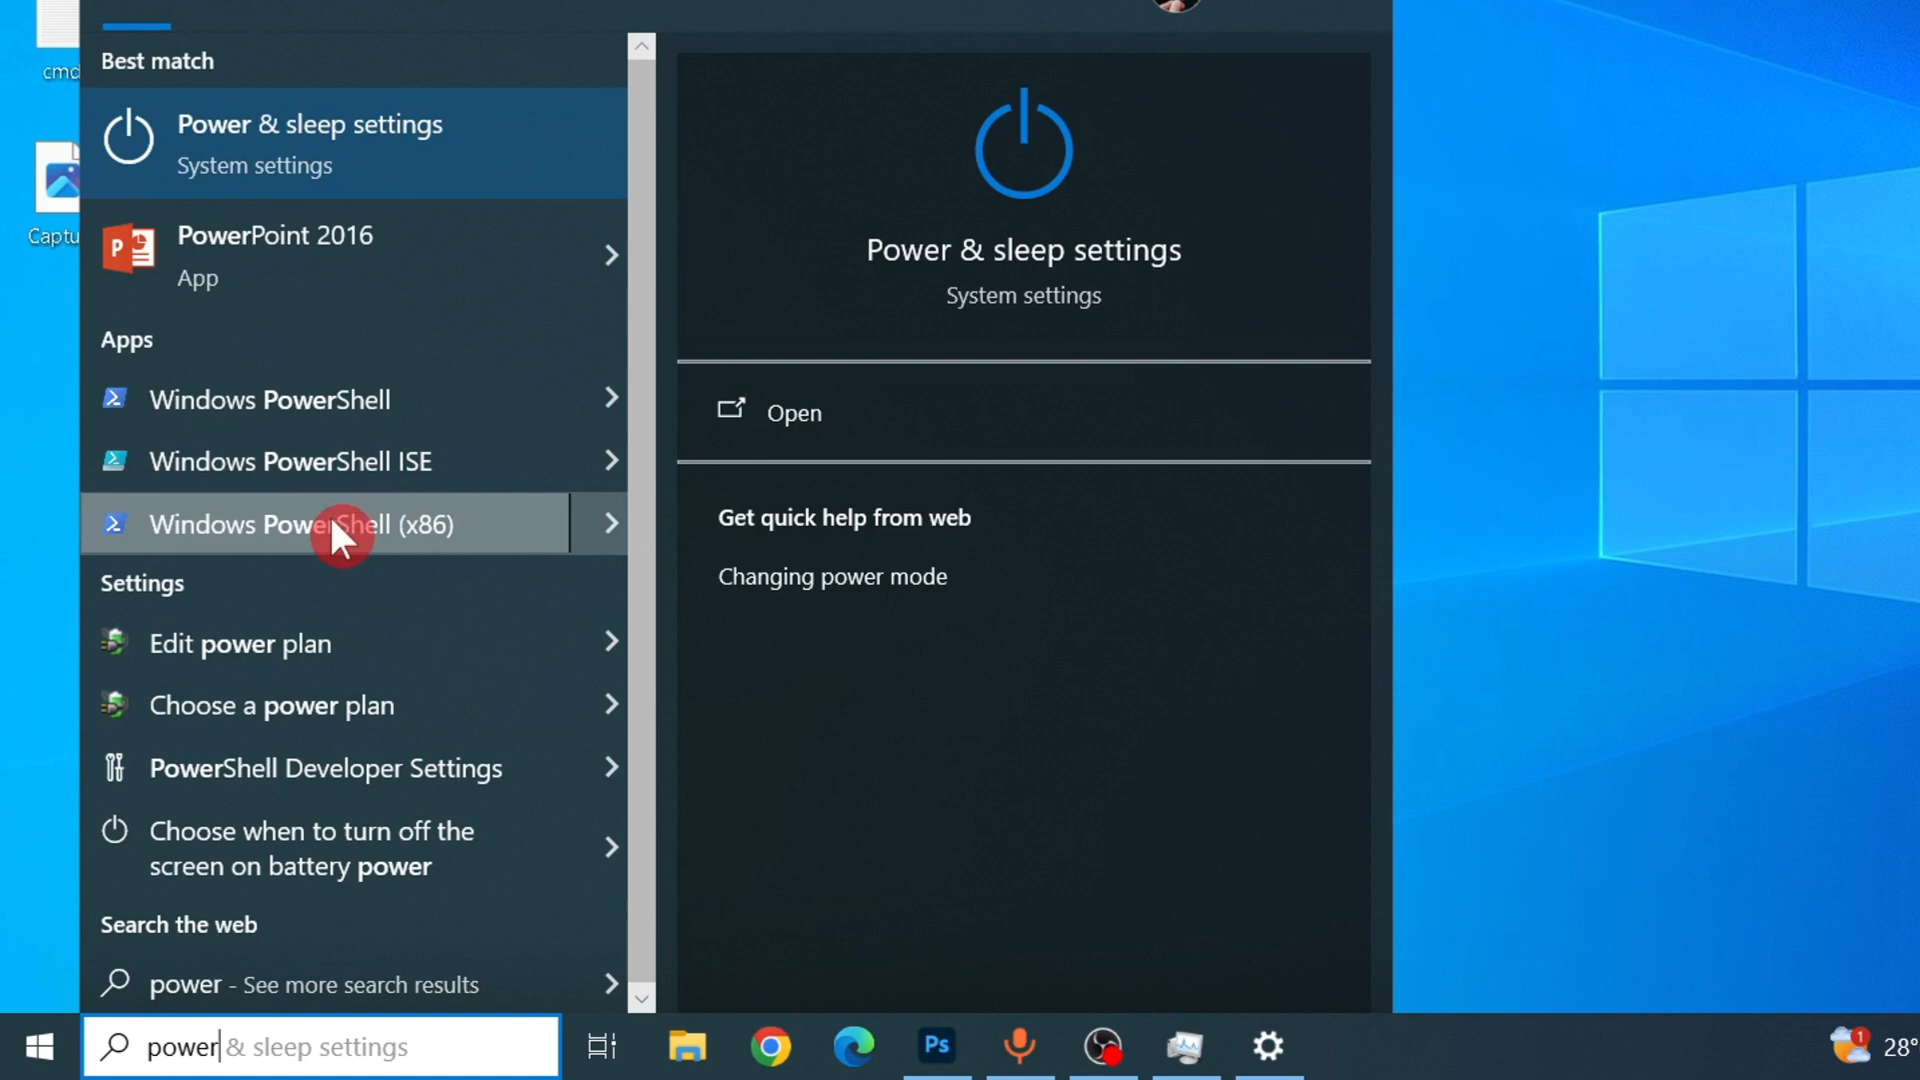 cmd
Captu
Best match
Power & sleep settings
System settings
PowerPoint 2016
App
Apps
Windows PowerShell
Windows PowerShell ISE
Windows PowerShell (x86)
Settings
Edit power plan
Choose a power plan
PowerShell Developer Settings
Choose when to turn off the
screen on battery power
Search the web
power - See more search results
Power & sleep settings
System settings
Open
Get quick help from web
Changing power mode
power & sleep settings
Ps
1
28°